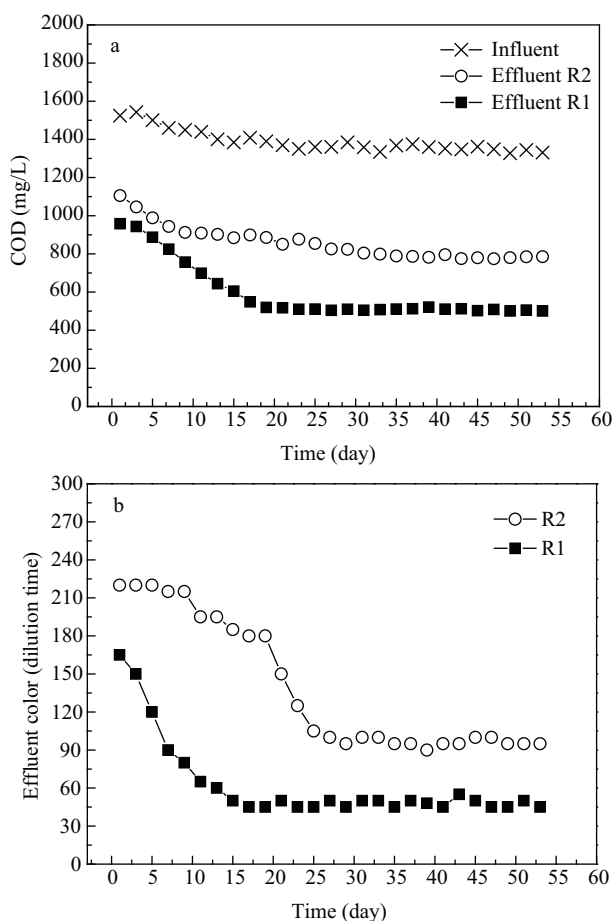 a
Influent
Effluent R2
Effluent R1
COD (mg/L)
2000
1800
1600
1400
1200
1000
800
600
400
200
0
0 5 10 15 20 25 30 35 40 45 50 55 60
Time (day)
b
R2
R1
Effluent color (dilution time)
300
270
240
210
180
150
120
90
60
30
0
0 5 10 15 20 25 30 35 40 45 50 55 60
Time (day)